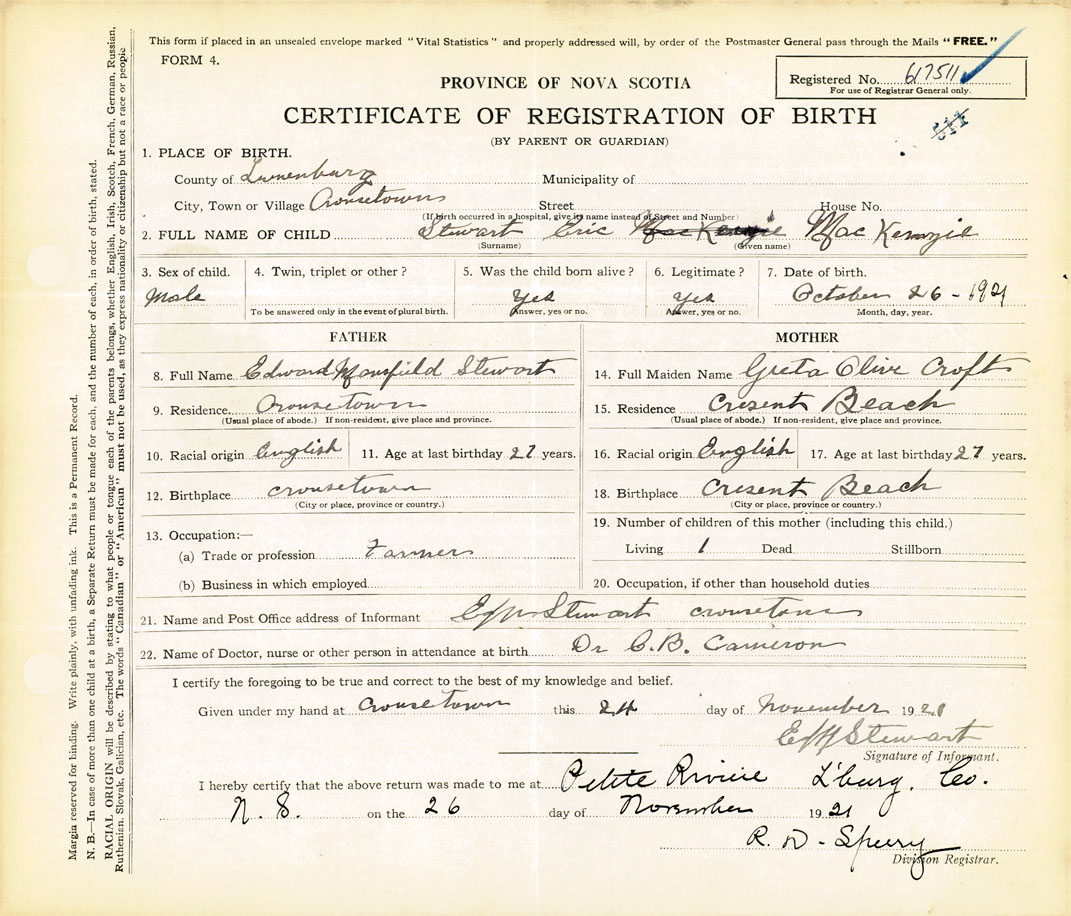 This form if placed in an unsealed envelope marked "Vital Statistics" and properly addressed will, by order of the Postmaster General pass through the Mails "FREE."
FORM 4.
Registered No. 617511
For use of Registrar General only.
PROVINCE OF NOVA SCOTIA
CERTIFICATE OF REGISTRATION OF BIRTH
511
(BY PARENT OR GUARDIAN)
1. PLACE OF BIRTH.
County of Lunenburg Municipality of
City, Town or Village Crousetown Street House No.
(If birth occurred in a hospital, give its name instead of Street and Number)
2. FULL NAME OF CHILD Stewart Eric MacKenzie MacKenzie
(Surname) (Given name)
3. Sex of child. 4. Twin, triplet or other? 5. Was the child born alive? 6. Legitimate? 7. Date of birth.
Male Yes Yes October 26 - 1921
To be answered only in the event of plural birth. Answer, yes or no. Answer, yes or no. Month, day, year.
FATHER
8. Full Name Edward Mansfield Stewart
9. Residence Crousetown
(Usual place of abode.) If non-resident, give place and province.
10. Racial origin English 11. Age at last birthday 27 years.
12. Birthplace Crousetown
(City or place, province or country.)
13. Occupation:—
(a) Trade or profession Farmer
(b) Business in which employed
MOTHER
14. Full Maiden Name Greta Olive Croft
15. Residence Cresent Beach
(Usual place of abode.) If non-resident, give place and province.
16. Racial origin English 17. Age at last birthday 27 years.
18. Birthplace Cresent Beach
(City or place, province or country.)
19. Number of children of this mother (including this child.)
Living 1 Dead Stillborn
20. Occupation, if other than household duties
21. Name and Post Office address of Informant Stewart
22. Name of Doctor, nurse or other person in attendance at birth Dr C.B. Cameron
I certify the foregoing to be true and correct to the best of my knowledge and belief.
Given under my hand at Crousetown this 24 day of November 1921
Stewart
Signature of Informant.
I hereby certify that the above return was made to me at Petite Riviere L'burg. Co.
N.S. on the 26 day of November 1921
R. D. Sperry
Division Registrar.
Margia reserved for binding. Write plainly, with unfading ink. This is a Permanent Record.
N. B.—In case of more than one child at a birth, a Separate Return must be made for each, and the number of each, in order of birth, stated.
RACIAL ORIGIN will be described by stating to what people or tongue each of the parents belongs, whether English, Irish, Scotch, French, German, Russian,
Ruthenian, Slovak, Galician, etc. The words "Canadian" or "American" must not be used, as they express nationality or citizenship but not a race or people.